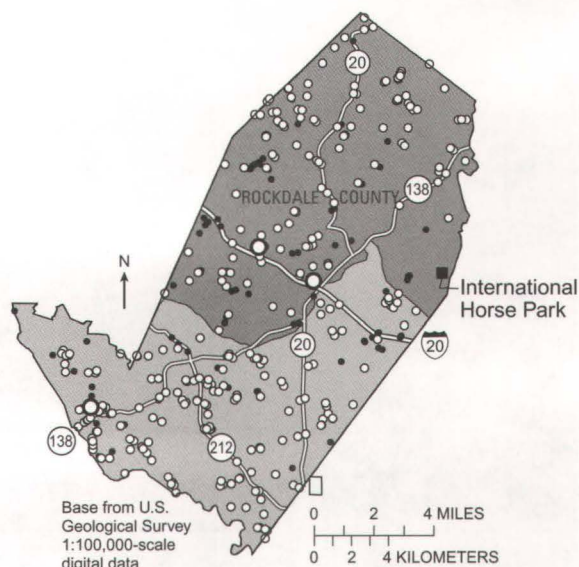 20
ROCKDALE COUNTY
138
N
International
Horse Park
20
20
138
212
Base from U.S.
Geological Survey
1:100,000-scale
digital data
0 2 4 MILES
0 2 4 KILOMETERS